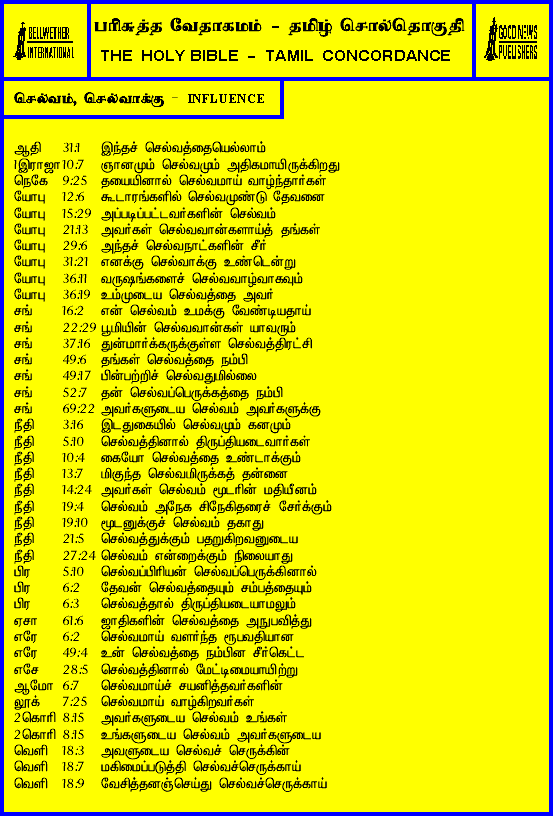 BELLWETHER
INTERNATIONAL
பரிசுத்த வேதாகமம் - தமிழ் சொல்தொகுதி
THE HOLY BIBLE - TAMIL CONCORDANCE
GOOD NEWS
PUBLISHERS
செல்வம், செல்வாக்கு - INFLUENCE
ஆதி 31:1 இந்தச் செல்வத்தையெல்லாம்
1இராஜா 10:7 ஞானமும் செல்வமும் அதிகமாயிருக்கிறது
நெகே 9:25 தயையினால் செல்வமாய் வாழ்ந்தார்கள்
யோபு 12:6 கூடாரங்களில் செல்வமுண்டு தேவனை
யோபு 15:29 அப்படிப்பட்டவர்களின் செல்வம்
யோபு 21:13 அவர்கள் செல்வவான்களாய்த் தங்கள்
யோபு 29:6 அந்தச் செல்வநாட்களின் சீர்
யோபு 31:21 எனக்கு செல்வாக்கு உண்டென்று
யோபு 36:11 வருஷங்களைச் செல்வவாழ்வாகவும்
யோபு 36:19 உம்முடைய செல்வத்தை அவர்
சங் 16:2 என் செல்வம் உமக்கு வேண்டியதாய்
சங் 22:29 பூமியின் செல்வவான்கள் யாவரும்
சங் 37:16 துன்மார்க்கருக்குள்ள செல்வத்திரட்சி
சங் 49:6 தங்கள் செல்வத்தை நம்பி
சங் 49:17 பின்பற்றிச் செல்வதுமில்லை
சங் 52:7 தன் செல்வப்பெருக்கத்தை நம்பி
சங் 69:22 அவர்களுடைய செல்வம் அவர்களுக்கு
நீதி 3:16 இடதுகையில் செல்வமும் கனமும்
நீதி 5:10 செல்வத்தினால் திருப்தியடைவார்கள்
நீதி 10:4 கையோ செல்வத்தை உண்டாக்கும்
நீதி 13:7 மிகுந்த செல்வமிருக்கத் தன்னை
நீதி 14:24 அவர்கள் செல்வம் மூடரின் மதியீனம்
நீதி 19:4 செல்வம் அநேக சிநேகிதரைச் சேர்க்கும்
நீதி 19:10 மூடனுக்குச் செல்வம் தகாது
நீதி 21:5 செல்வத்துக்கும் பதறுகிறவனுடைய
நீதி 27:24 செல்வம் என்றைக்கும் நிலையாது
பிர 5:10 செல்வப்பிரியன் செல்வப்பெருக்கினால்
பிர 6:2 தேவன் செல்வத்தையும் சம்பத்தையும்
பிர 6:3 செல்வத்தால் திருப்தியடையாமலும்
ஏசா 61:6 ஜாதிகளின் செல்வத்தை அநுபவித்து
எரே 6:2 செல்வமாய் வளர்ந்த ரூபவதியான
எரே 49:4 உன் செல்வத்தை நம்பின சீர்கெட்ட
எசே 28:5 செல்வத்தினால் மேட்டிமையாயிற்று
ஆமோ 6:7 செல்வமாய்ச் சயனித்தவர்களின்
லூக் 7:25 செல்வமாய் வாழ்கிறவர்கள்
2கொரி 8:15 அவர்களுடைய செல்வம் உங்கள்
2கொரி 8:15 உங்களுடைய செல்வம் அவர்களுடைய
வெளி 18:3 அவளுடைய செல்வச் செருக்கின்
வெளி 18:7 மகிமைப்படுத்தி செல்வச்செருக்காய்
வெளி 18:9 வேசித்தனஞ்செய்து செல்வச்செருக்காய்